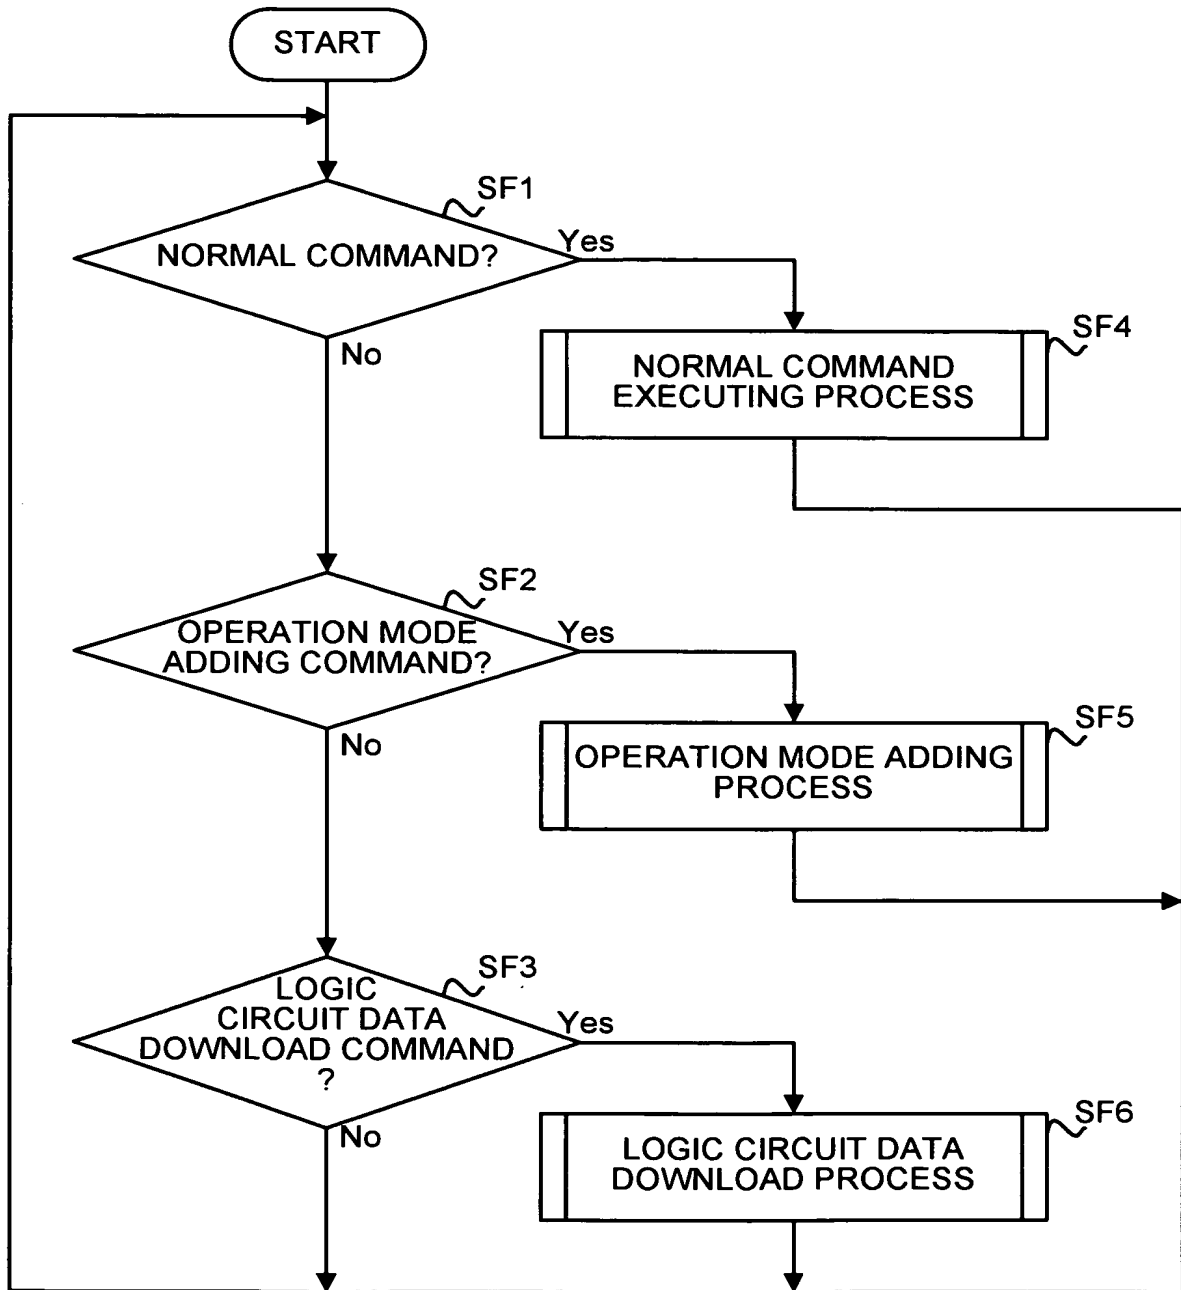 START
SF1
NORMAL COMMAND?
Yes
No
SF4
NORMAL COMMAND
EXECUTING PROCESS
SF2
OPERATION MODE
ADDING COMMAND?
Yes
No
SF5
OPERATION MODE ADDING
PROCESS
SF3
LOGIC
CIRCUIT DATA
DOWNLOAD COMMAND
?
Yes
No
SF6
LOGIC CIRCUIT DATA
DOWNLOAD PROCESS